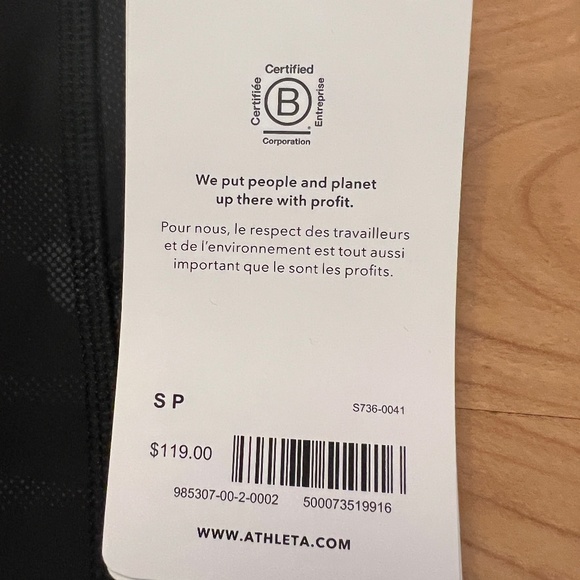 Certified
Certifiée
B
Entreprise
Corporation
We put people and planet
up there with profit.
Pour nous, le respect des travailleurs
et de l'environnement est tout aussi
important que le sont les profits.
S P
S736-0041
$119.00
985307-00-2-0002 500073519916
WWW.ATHLETA.COM